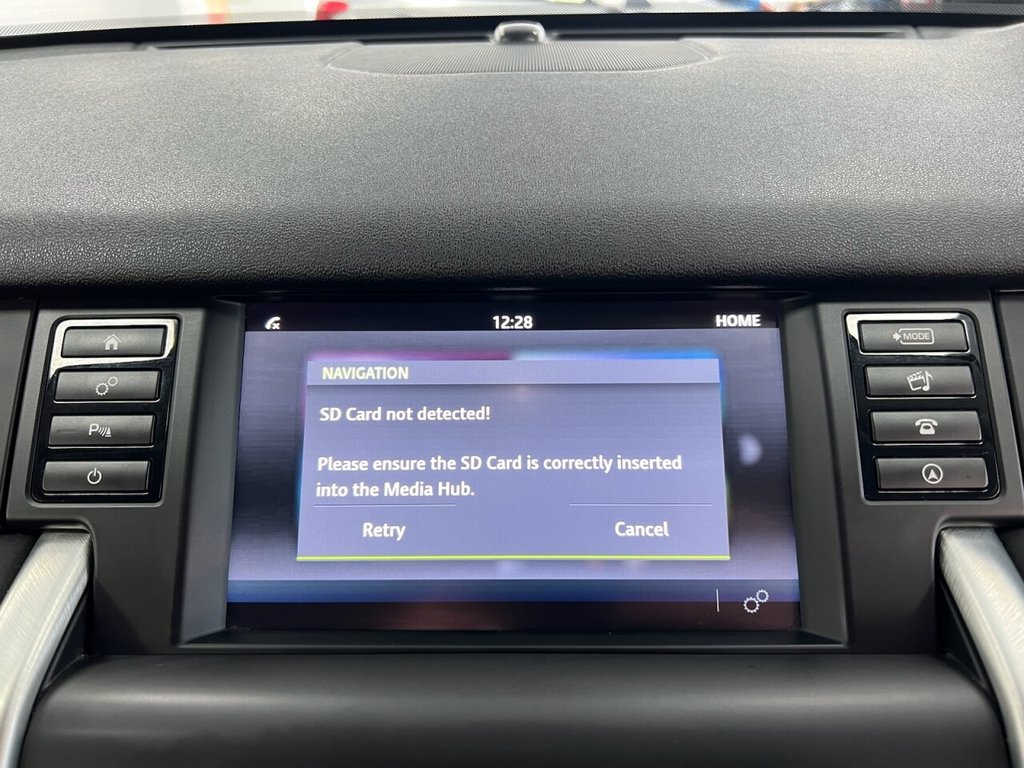 12:28
HOME
MODE
NAVIGATION
SD Card not detected!
Please ensure the SD Card is correctly inserted
into the Media Hub.
Retry
Cancel
P